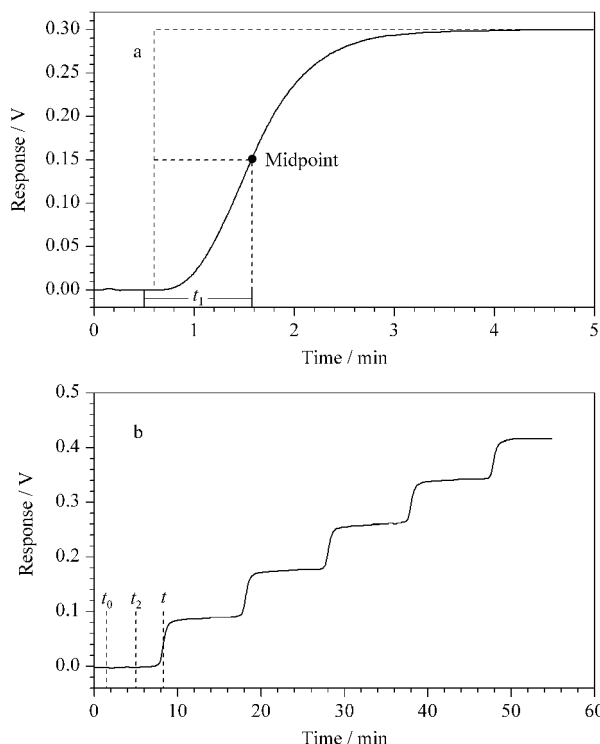 0.30
a
0.25
0.20
0.15
Midpoint
0.10
0.05
0.00
t1
0 1 2 3 4 5
Response / V
Time / min
0.5
b
0.4
0.3
0.2
t0 t2 t
0.1
0.0
0 10 20 30 40 50 60
Response / V
Time / min